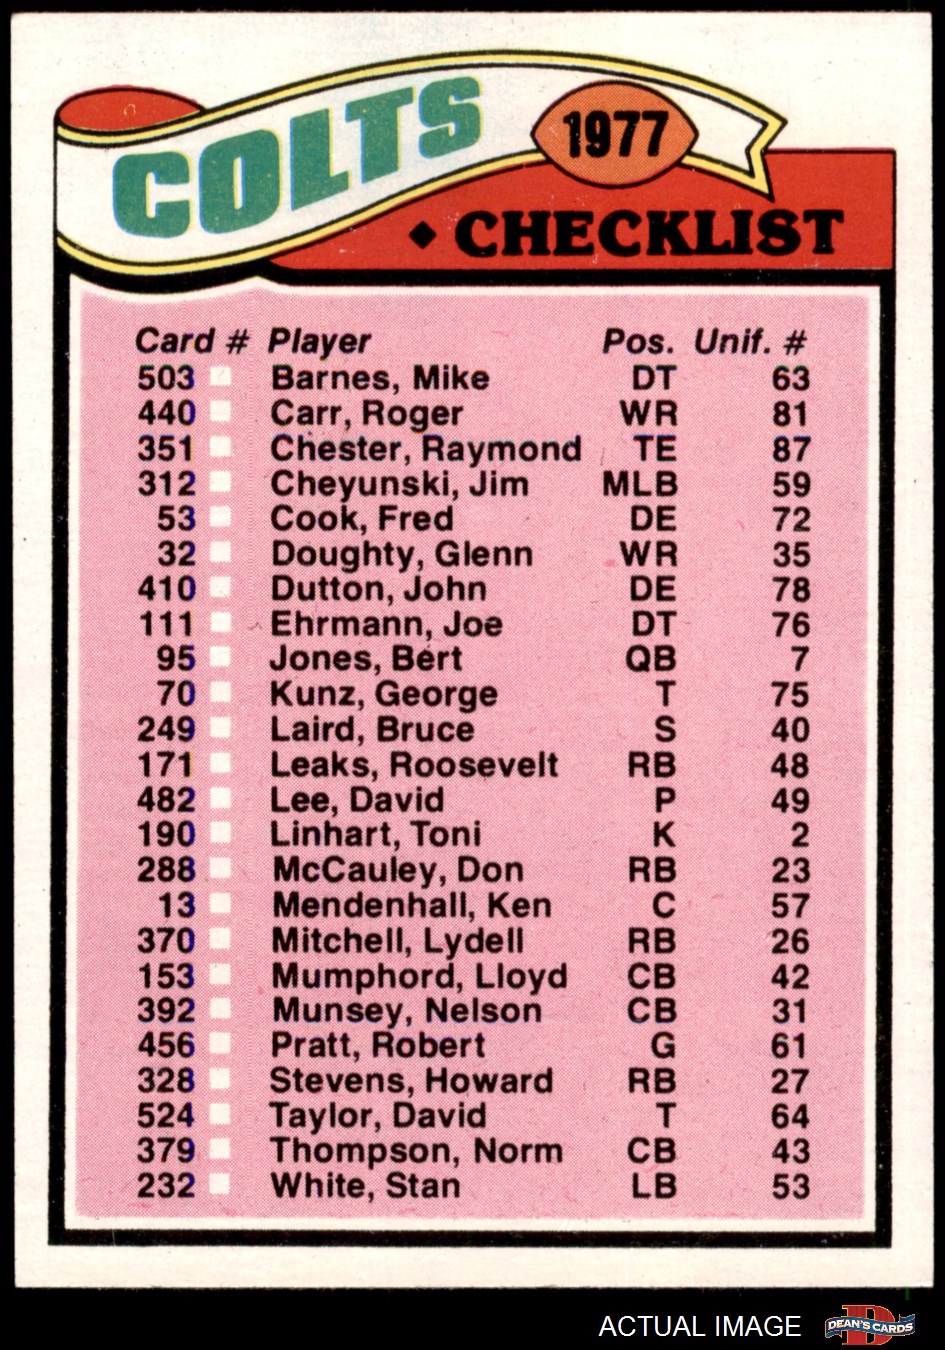 COLTS
1977
♦ CHECKLIST
Card # Player Pos. Unif. #
503 Barnes, Mike DT 63
440 Carr, Roger WR 81
351 Chester, Raymond TE 87
312 Cheyunski, Jim MLB 59
53 Cook, Fred DE 72
32 Doughty, Glenn WR 35
410 Dutton, John DE 78
111 Ehrmann, Joe DT 76
95 Jones, Bert QB 7
70 Kunz, George T 75
249 Laird, Bruce S 40
171 Leaks, Roosevelt RB 48
482 Lee, David P 49
190 Linhart, Toni K 2
288 McCauley, Don RB 23
13 Mendenhall, Ken C 57
370 Mitchell, Lydell RB 26
153 Mumphord, Lloyd CB 42
392 Munsey, Nelson CB 31
456 Pratt, Robert G 61
328 Stevens, Howard RB 27
524 Taylor, David T 64
379 Thompson, Norm CB 43
232 White, Stan LB 53
ACTUAL IMAGE
D
DEAN'S CARDS